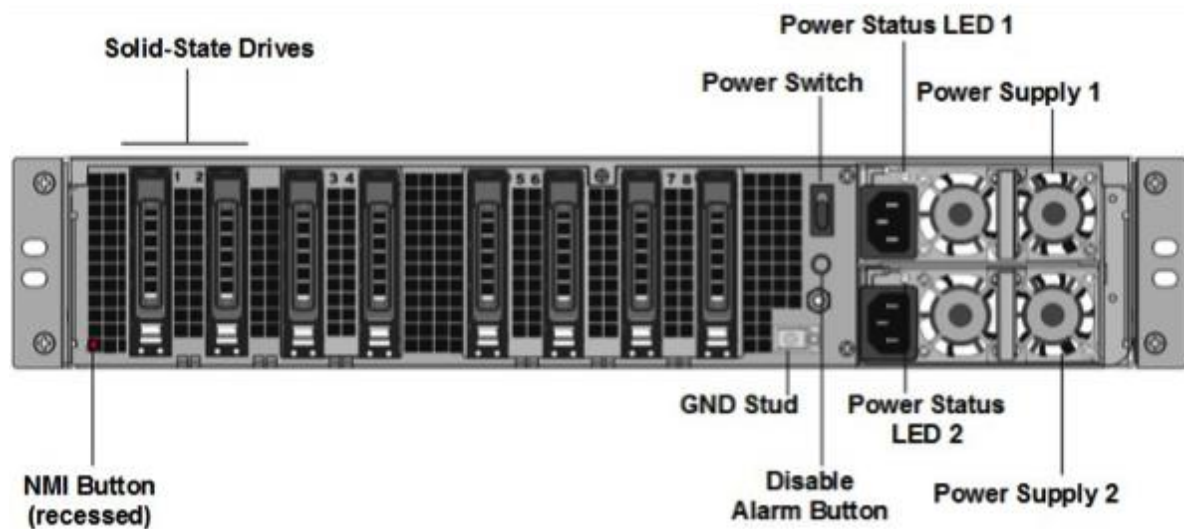 Power Status LED 1
Solid-State Drives
Power Switch
Power Supply 1
1 2
3 4
5 6
7 8
GND Stud
Power Status
LED 2
NMI Button
(recessed)
Disable
Alarm Button
Power Supply 2